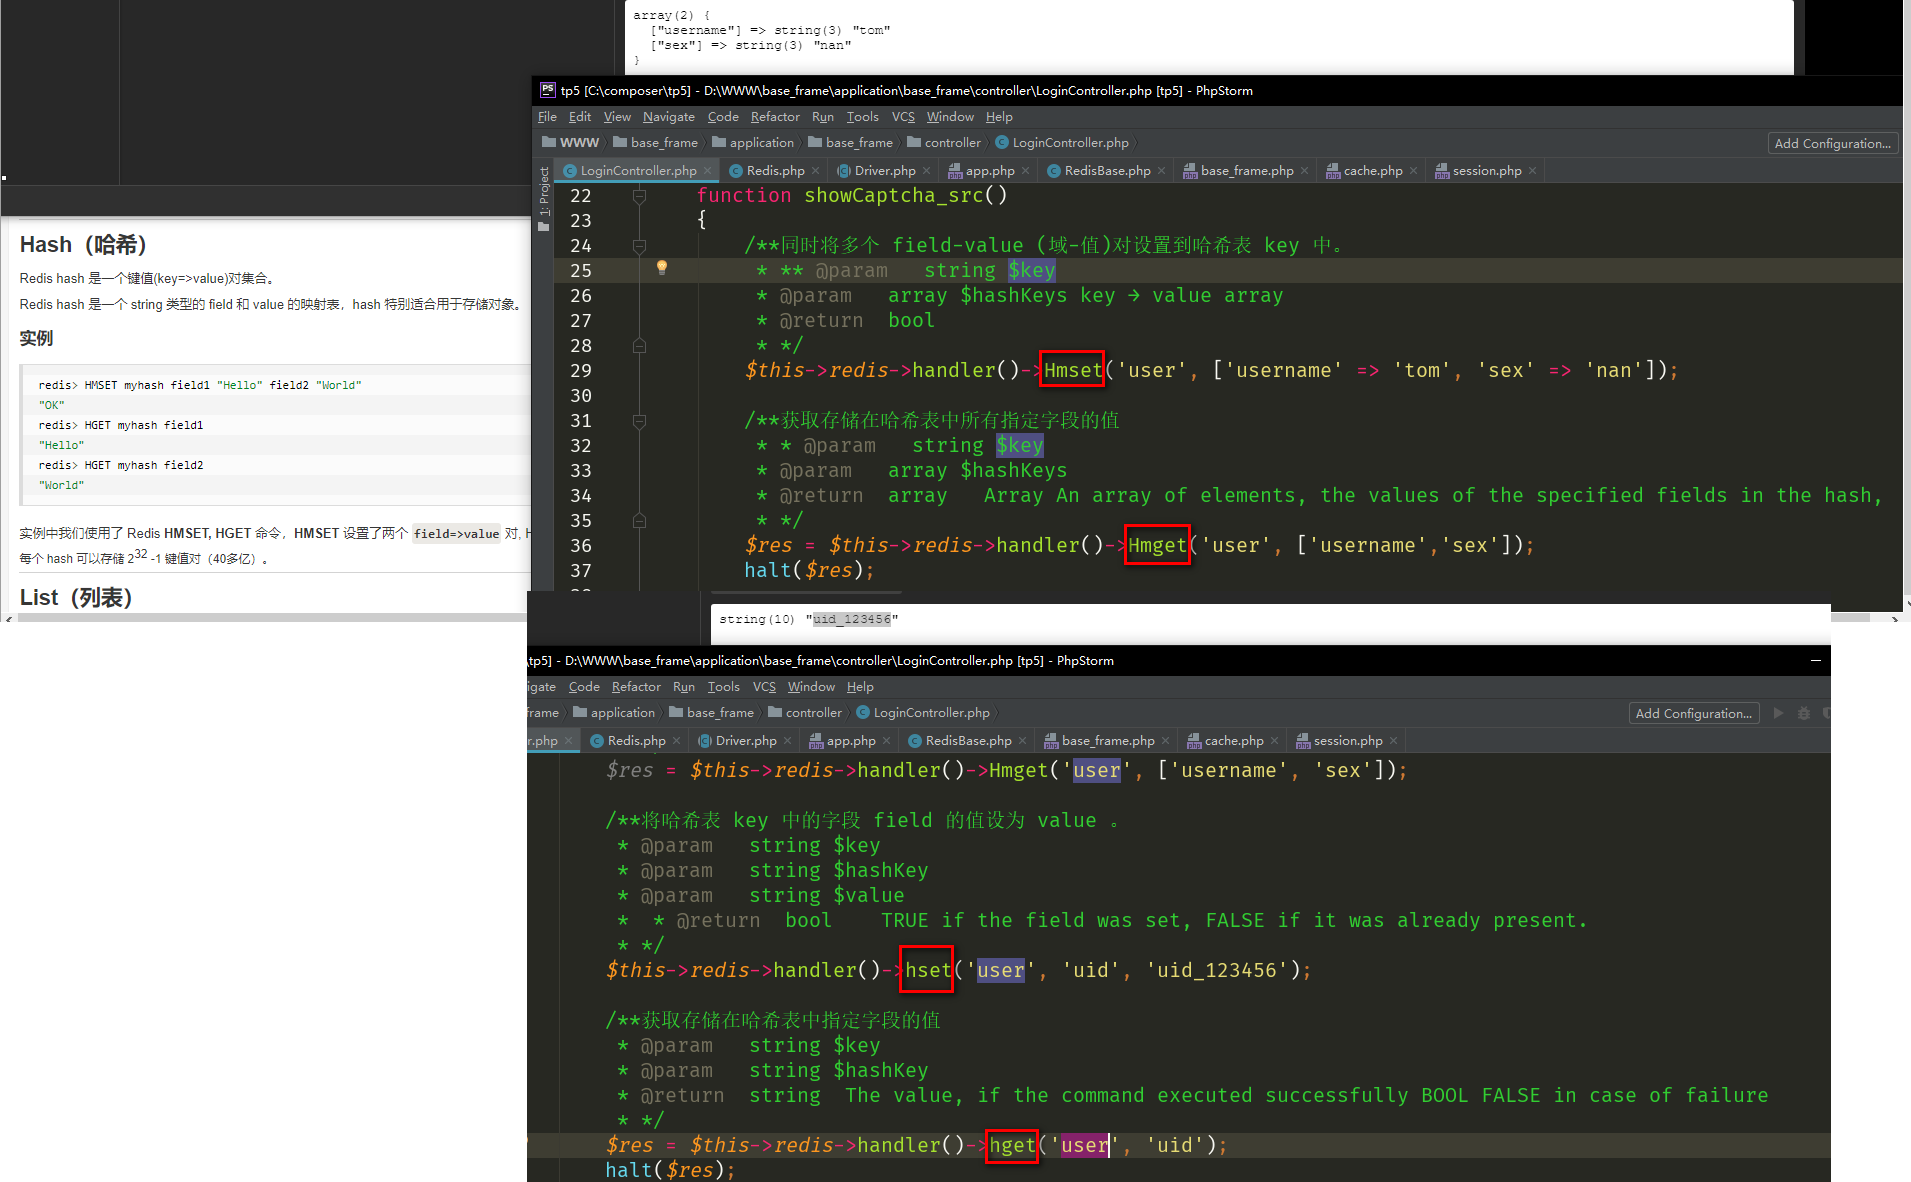 array(2) {
["username"] => string(3) "tom"
["sex"] => string(3) "nan"
}
tp5 [C:\composer\tp5] - D:\WWW\base_frame\application\base_frame\controller\LoginController.php [tp5] - PhpStorm
File Edit View Navigate Code Refactor Run Tools VCS Window Help
WWW base_frame application base_frame controller LoginController.php Add Configuration...
LoginController.php Redis.php Driver.php app.php RedisBase.php base_frame.php cache.php session.php
1: Project
22 function showCaptcha_src()
23 {
24 /**同时将多个 field-value (域-值)对设置到哈希表 key 中。
25 * ** @param string $key
26 * @param array $hashKeys key → value array
27 * @return bool
28 * */
29 $this->redis->handler()->Hmset('user', ['username' => 'tom', 'sex' => 'nan']);
30
31 /**获取存储在哈希表中所有指定字段的值
32 * * @param string $key
33 * @param array $hashKeys
34 * @return array Array An array of elements, the values of the specified fields in the hash,
35 * */
36 $res = $this->redis->handler()->Hmget('user', ['username','sex']);
37 halt($res);
Hash（哈希）
Redis hash 是一个键值(key=>value)对集合。
Redis hash 是一个 string 类型的 field 和 value 的映射表，hash 特别适合用于存储对象。
实例
redis> HMSET myhash field1 "Hello" field2 "World"
"OK"
redis> HGET myhash field1
"Hello"
redis> HGET myhash field2
"World"
实例中我们使用了 Redis HMSET, HGET 命令，HMSET 设置了两个 field=>value 对, H
每个 hash 可以存储 2^32 -1 键值对（40多亿）。
List（列表）
string(10) "uid_123456"
\tp5] - D:\WWW\base_frame\application\base_frame\controller\LoginController.php [tp5] - PhpStorm
igate Code Refactor Run Tools VCS Window Help
frame application base_frame controller LoginController.php Add Configuration...
r.php Redis.php Driver.php app.php RedisBase.php base_frame.php cache.php session.php
$res = $this->redis->handler()->Hmget('user', ['username', 'sex']);
/**将哈希表 key 中的字段 field 的值设为 value 。
* @param string $key
* @param string $hashKey
* @param string $value
* * @return bool TRUE if the field was set, FALSE if it was already present.
* */
$this->redis->handler()->hset('user', 'uid', 'uid_123456');
/**获取存储在哈希表中指定字段的值
* @param string $key
* @param string $hashKey
* @return string The value, if the command executed successfully BOOL FALSE in case of failure
* */
$res = $this->redis->handler()->hget('user', 'uid');
halt($res);